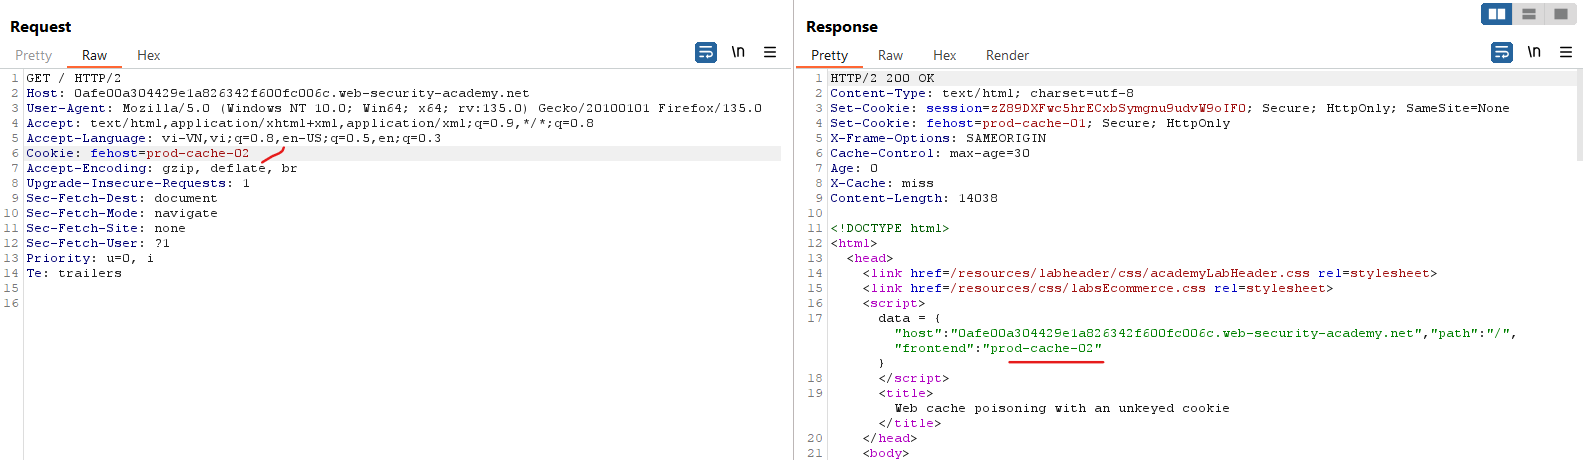 Request
Pretty Raw Hex \n
1 GET / HTTP/2
2 Host: 0afe00a304429e1a826342f600fc006c.web-security-academy.net
3 User-Agent: Mozilla/5.0 (Windows NT 10.0; Win64; x64; rv:135.0) Gecko/20100101 Firefox/135.0
4 Accept: text/html,application/xhtml+xml,application/xml;q=0.9,*/*;q=0.8
5 Accept-Language: vi-VN,vi;q=0.8,en-US;q=0.5,en;q=0.3
6 Cookie: fehost=prod-cache-02
7 Accept-Encoding: gzip, deflate, br
8 Upgrade-Insecure-Requests: 1
9 Sec-Fetch-Dest: document
10 Sec-Fetch-Mode: navigate
11 Sec-Fetch-Site: none
12 Sec-Fetch-User: ?1
13 Priority: u=0, i
14 Te: trailers
15
16
Response
Pretty Raw Hex Render \n
1 HTTP/2 200 OK
2 Content-Type: text/html; charset=utf-8
3 Set-Cookie: session=zZ89DXFwc5hrECxbSymgnu9udvW9oIF0; Secure; HttpOnly; SameSite=None
4 Set-Cookie: fehost=prod-cache-01; Secure; HttpOnly
5 X-Frame-Options: SAMEORIGIN
6 Cache-Control: max-age=30
7 Age: 0
8 X-Cache: miss
9 Content-Length: 14038
10
11 <!DOCTYPE html>
12 <html>
13 <head>
14 <link href=/resources/labheader/css/academyLabHeader.css rel=stylesheet>
15 <link href=/resources/css/labsEcommerce.css rel=stylesheet>
16 <script>
17 data = {
"host":"0afe00a304429e1a826342f600fc006c.web-security-academy.net","path":"/",
"frontend":"prod-cache-02"
}
18 </script>
19 <title>
Web cache poisoning with an unkeyed cookie
</title>
20 </head>
21 <body>